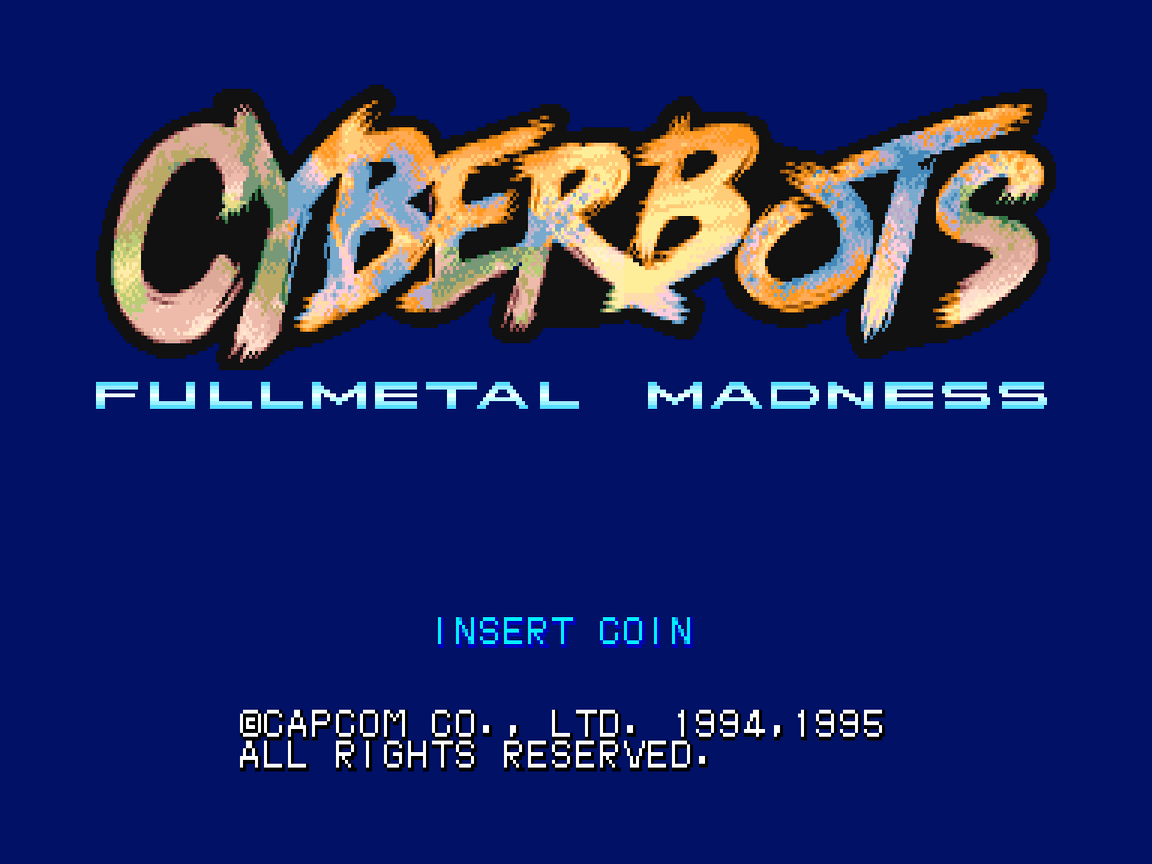 CYBERBOTS
FULLMETAL MADNESS
INSERT COIN
©CAPCOM CO., LTD. 1994,1995
ALL RIGHTS RESERVED.